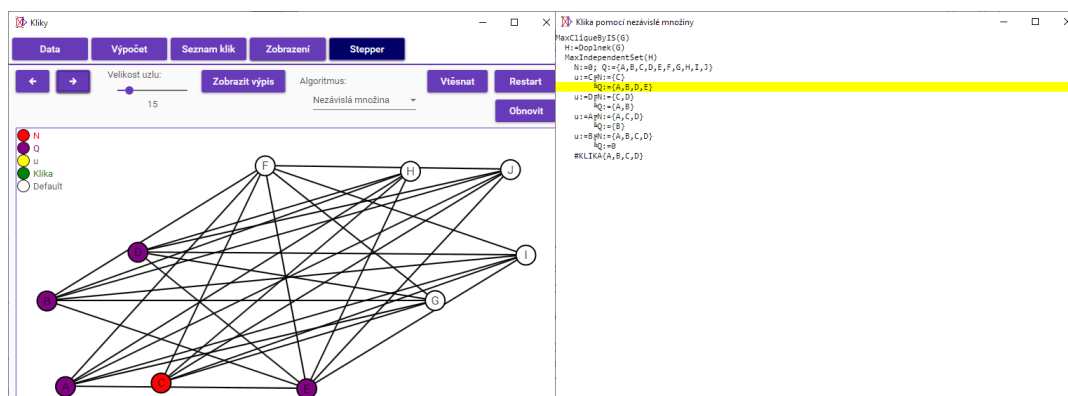 Kliky
Data
Výpočet
Seznam klik
Zobrazení
Stepper
Velikost uzlu:
15
Zobrazit výpis
Algoritmus:
Nezávislá množina
Vtěsnat
Restart
Obnovit
N
Q
u
Klika
Default
F
H
J
D
I
B
G
A
C
E
Klika pomocí nezávislé množiny
MaxCliqueByIS(G)
H:=Doplnek(G)
MaxIndependentSet(H)
N:=0; Q:={A,B,C,D,E,F,G,H,I,J}
u:=C N:={C}
Q:={A,B,D,E}
u:=D N:={C,D}
Q:={A,B}
u:=A N:={A,C,D}
Q:={B}
u:=B N:={A,B,C,D}
Q:=0
#KLIKA{A,B,C,D}